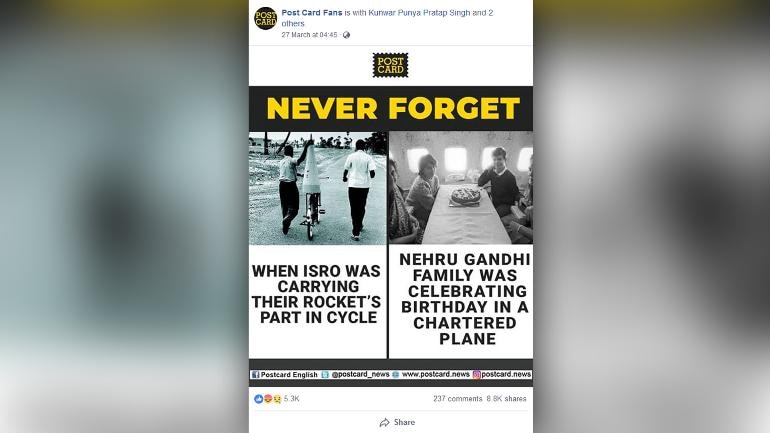 POST
CARD
Post Card Fans is with Kunwar Punya Pratap Singh and 2
others.
27 March at 04:45 ·
POST
CARD
NEVER FORGET
WHEN ISRO WAS
CARRYING
THEIR ROCKET'S
PART IN CYCLE
NEHRU GANDHI
FAMILY WAS
CELEBRATING
BIRTHDAY IN A
CHARTERED
PLANE
Postcard English @postcard_news www.postcard.news postcard.news
5.3K 237 comments 8.8K shares
Share